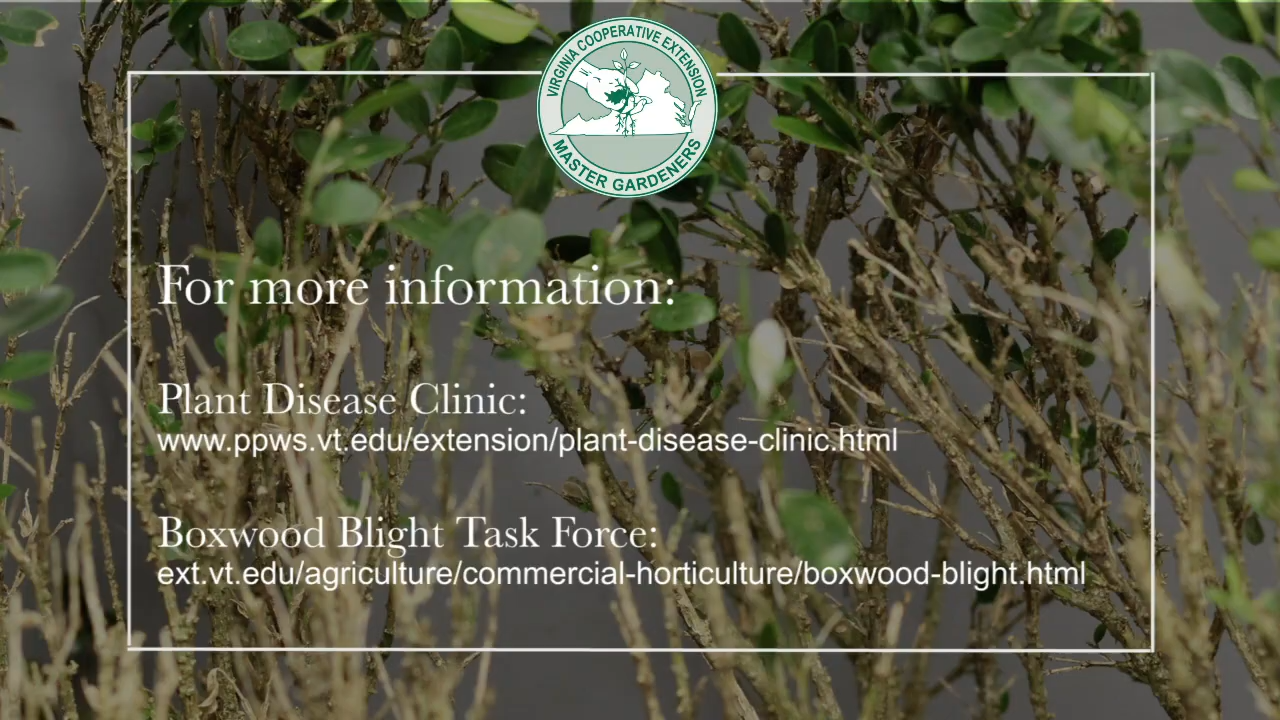 VIRGINIA COOPERATIVE EXTENSION
MASTER GARDENERS
For more information:
Plant Disease Clinic:
www.ppws.vt.edu/extension/plant-disease-clinic.html
Boxwood Blight Task Force:
ext.vt.edu/agriculture/commercial-horticulture/boxwood-blight.html